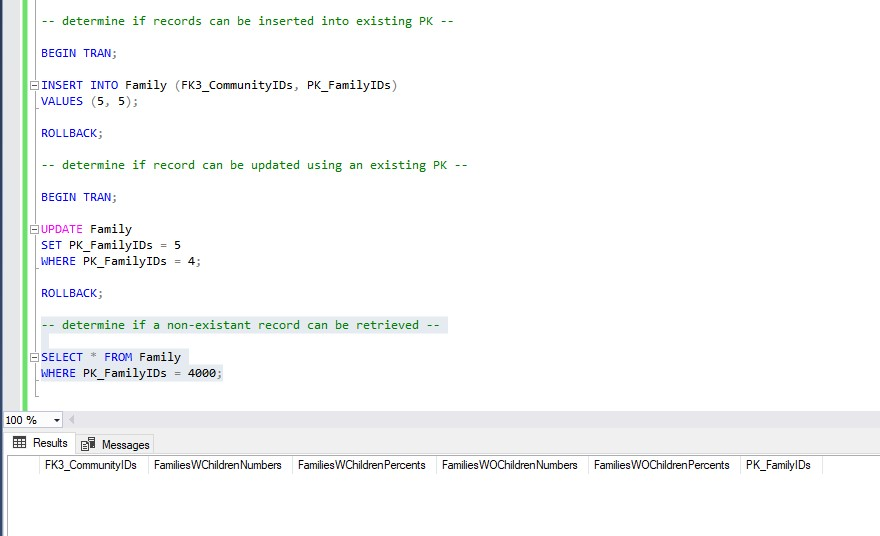 -- determine if records can be inserted into existing PK --
BEGIN TRAN;
INSERT INTO Family (FK3_CommunityIDs, PK_FamilyIDs)
VALUES (5, 5);
ROLLBACK;
-- determine if record can be updated using an existing PK --
BEGIN TRAN;
UPDATE Family
SET PK_FamilyIDs = 5
WHERE PK_FamilyIDs = 4;
ROLLBACK;
-- determine if a non-existant record can be retrieved --
SELECT * FROM Family
WHERE PK_FamilyIDs = 4000;
100 %
Results Messages
FK3_CommunityIDs FamiliesWChildrenNumbers FamiliesWChildrenPercents FamiliesWOChildrenNumbers FamiliesWOChildrenPercents PK_FamilyIDs